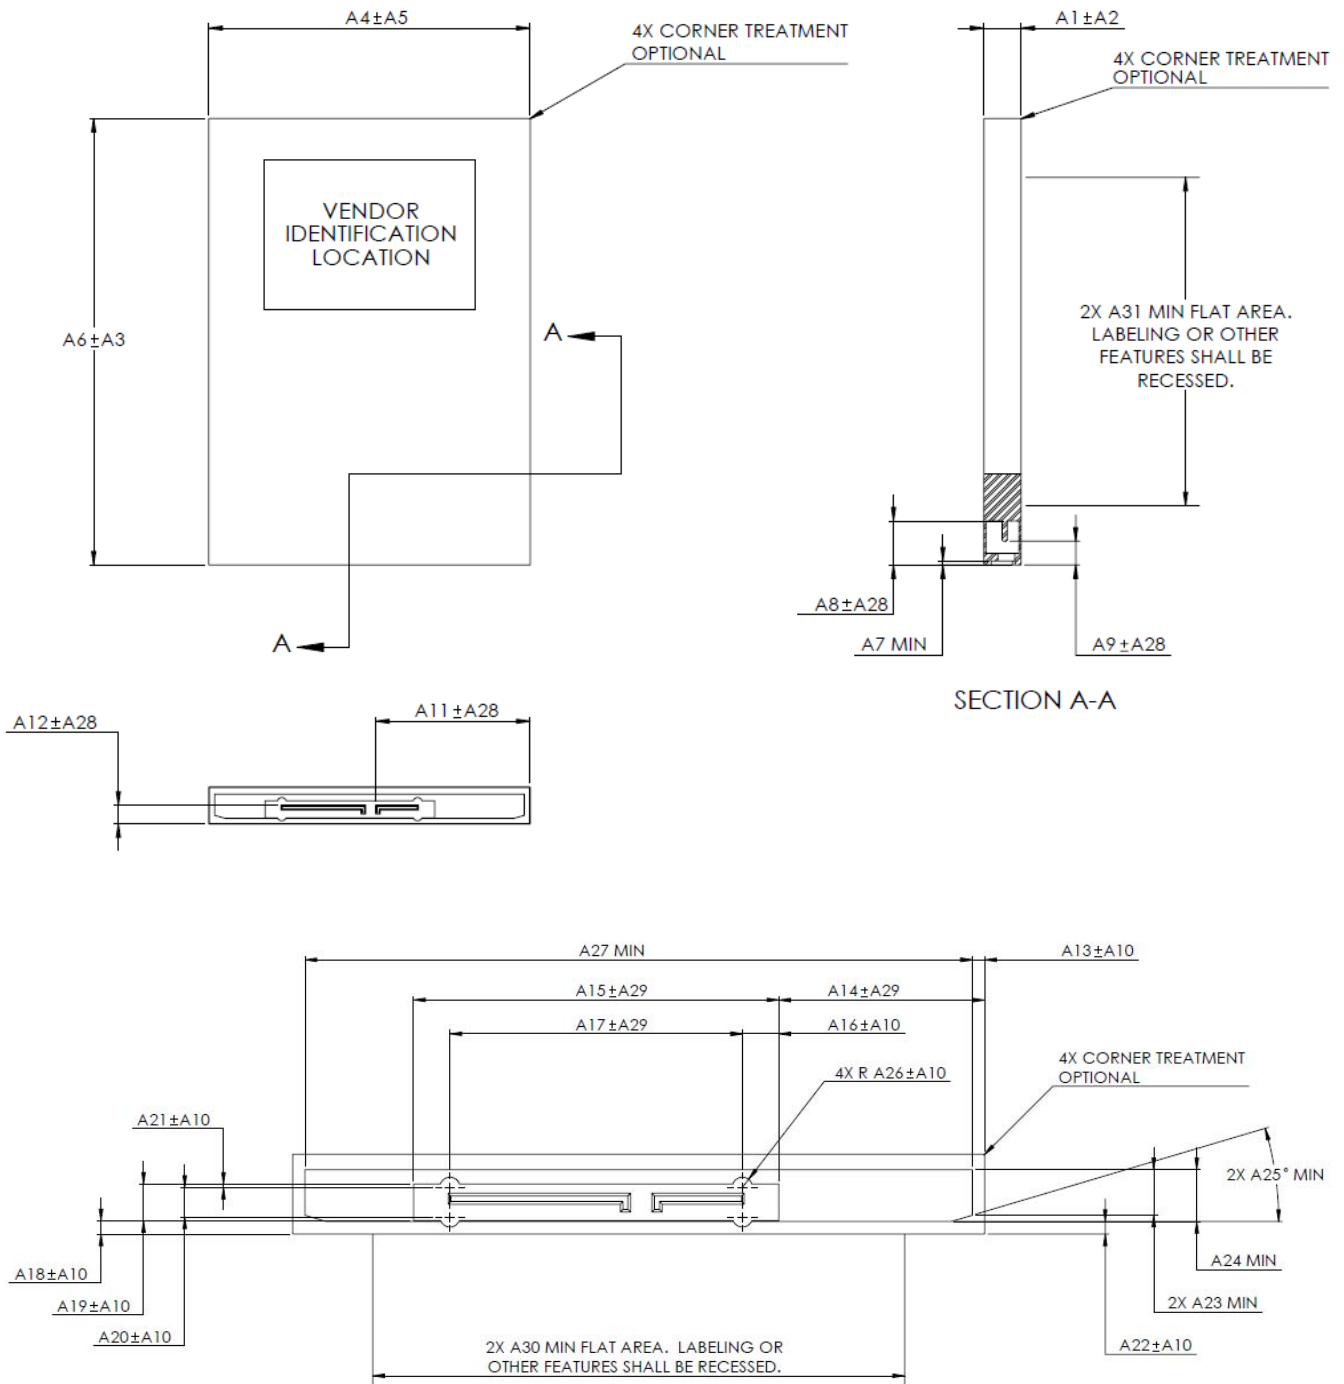 A4±A5
4X CORNER TREATMENT
OPTIONAL
A1±A2
4X CORNER TREATMENT
OPTIONAL
VENDOR
IDENTIFICATION
LOCATION
A6±A3
A
2X A31 MIN FLAT AREA.
LABELING OR OTHER
FEATURES SHALL BE
RECESSED.
A
A8±A28
A7 MIN
A9±A28
SECTION A-A
A12±A28
A11±A28
A27 MIN
A13±A10
A15±A29
A14±A29
A17±A29
A16±A10
4X R A26±A10
4X CORNER TREATMENT
OPTIONAL
A21±A10
2X A25° MIN
A18±A10
A19±A10
A20±A10
A24 MIN
2X A23 MIN
A22±A10
2X A30 MIN FLAT AREA. LABELING OR
OTHER FEATURES SHALL BE RECESSED.